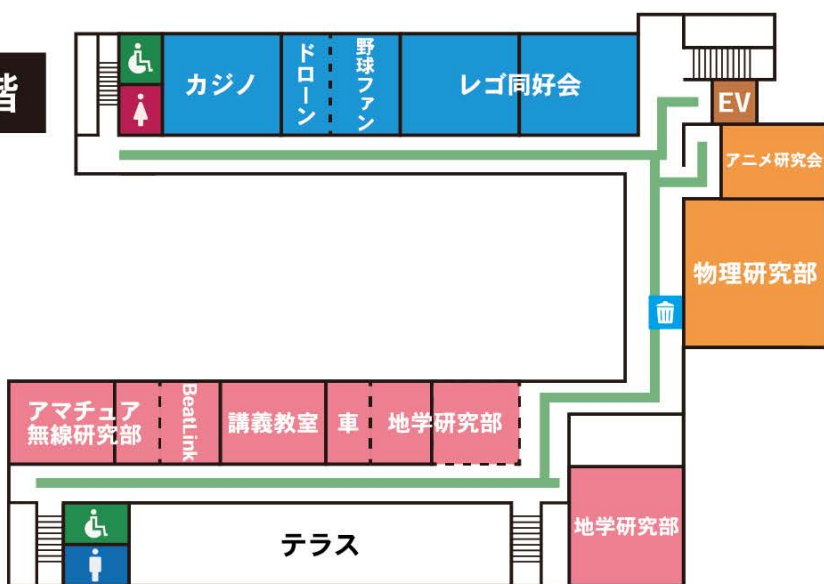 階
カジノ
ドローン
野球ファン
レゴ同好会
EV
アニメ研究会
物理研究部
アマチュア
無線研究部
BeatLink
講義教室
車
地学研究部
地学研究部
テラス